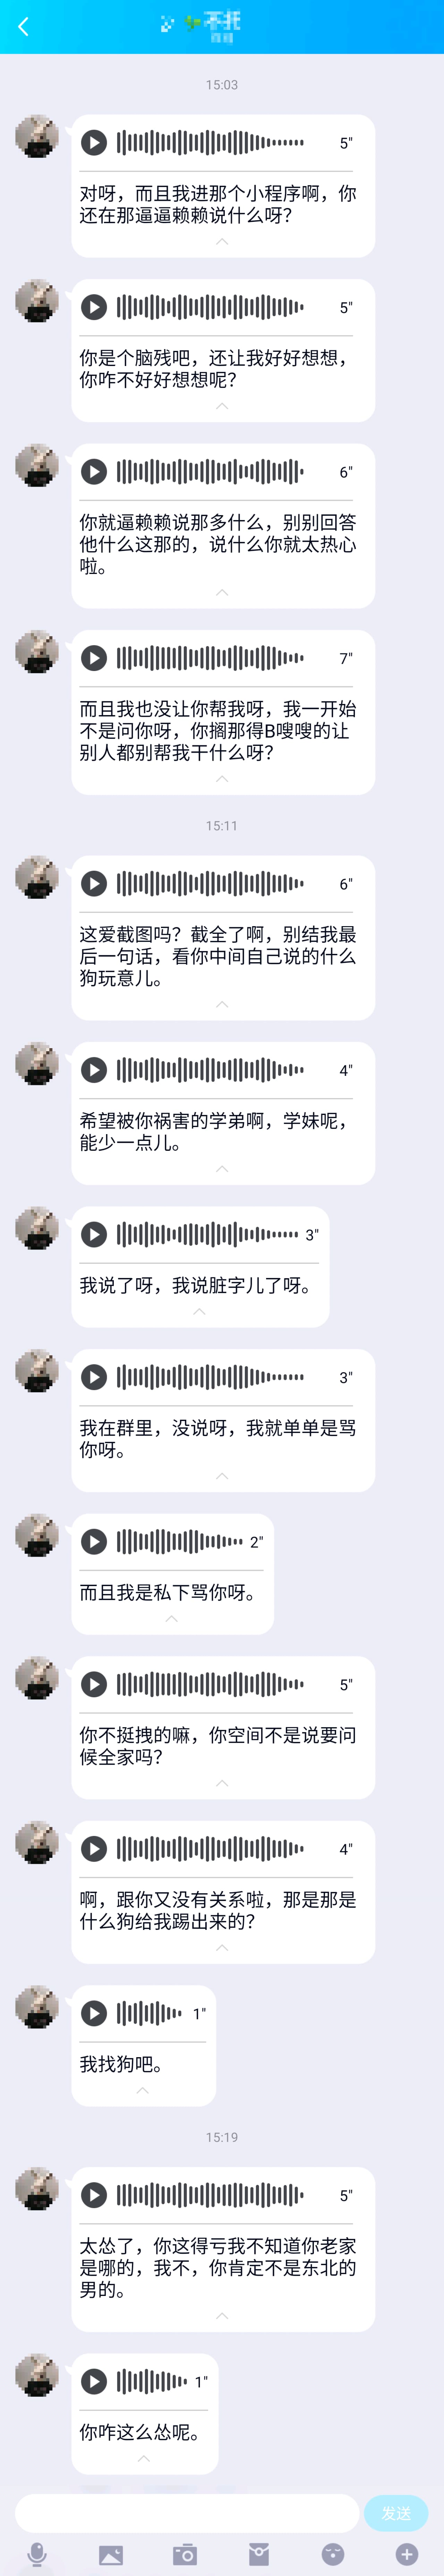 15:03
5"
对呀，而且我进那个小程序啊，你
还在那逼逼赖赖说什么呀？
5"
你是个脑残吧，还让我好好想想，
你咋不好好想想呢？
6"
你就逼赖赖说那多什么，别别回答
他什么这那的，说什么你就太热心
啦。
7"
而且我也没让你帮我呀，我一开始
不是问你呀，你搁那得B嗖嗖的让
别人都别帮我干什么呀？
15:11
6"
这爱截图吗？截全了啊，别结我最
后一句话，看你中间自己说的什么
狗玩意儿。
4"
希望被你祸害的学弟啊，学妹呢，
能少一点儿。
3"
我说了呀，我说脏字儿了呀。
3"
我在群里，没说呀，我就单单是骂
你呀。
2"
而且我是私下骂你呀。
5"
你不挺拽的嘛，你空间不是说要问
候全家吗？
4"
啊，跟你又没有关系啦，那是那是
什么狗给我踢出来的？
1"
我找狗吧。
15:19
5"
太怂了，你这得亏我不知道你老家
是哪的，我不，你肯定不是东北的
男的。
1"
你咋这么怂呢。
发送